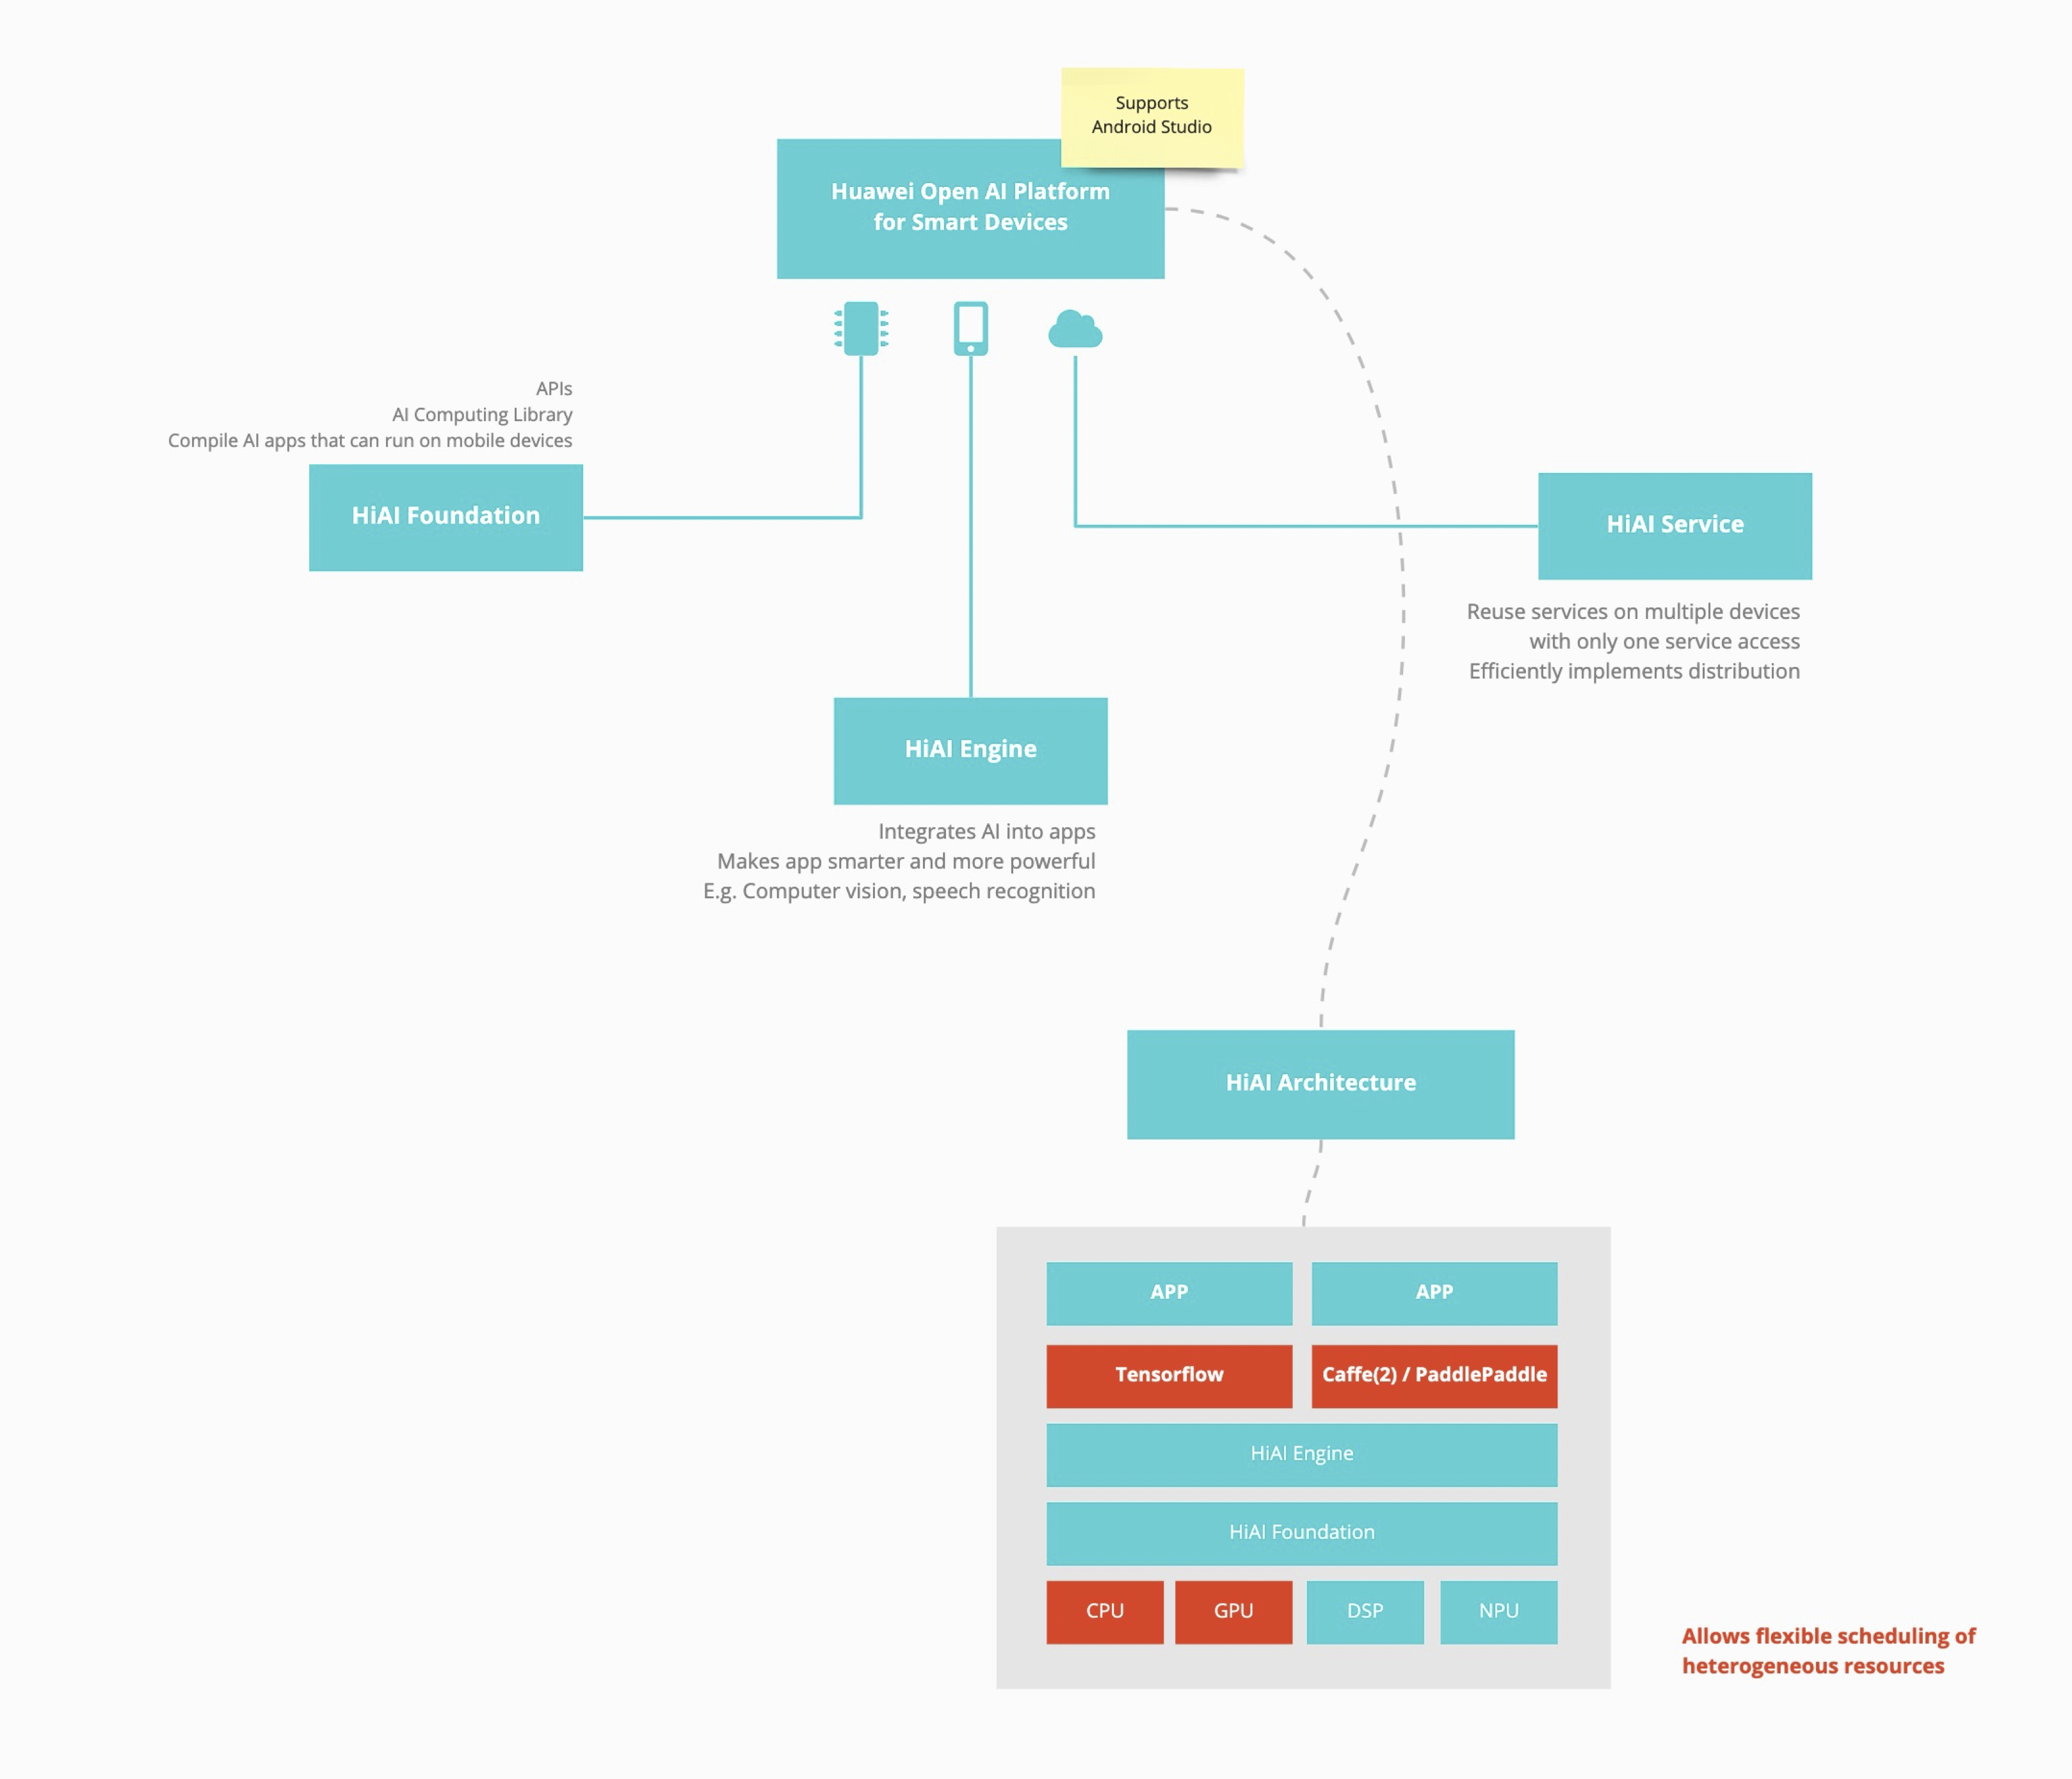 Supports
Android Studio
Huawei Open AI Platform
for Smart Devices
APIs
AI Computing Library
Compile AI apps that can run on mobile devices
HiAI Foundation
HiAI Service
Reuse services on multiple devices
with only one service access
Efficiently implements distribution
HiAI Engine
Integrates AI into apps
Makes app smarter and more powerful
E.g. Computer vision, speech recognition
HiAI Architecture
APP
APP
Tensorflow
Caffe(2) / PaddlePaddle
HiAI Engine
HiAI Foundation
CPU
GPU
DSP
NPU
Allows flexible scheduling of
heterogeneous resources